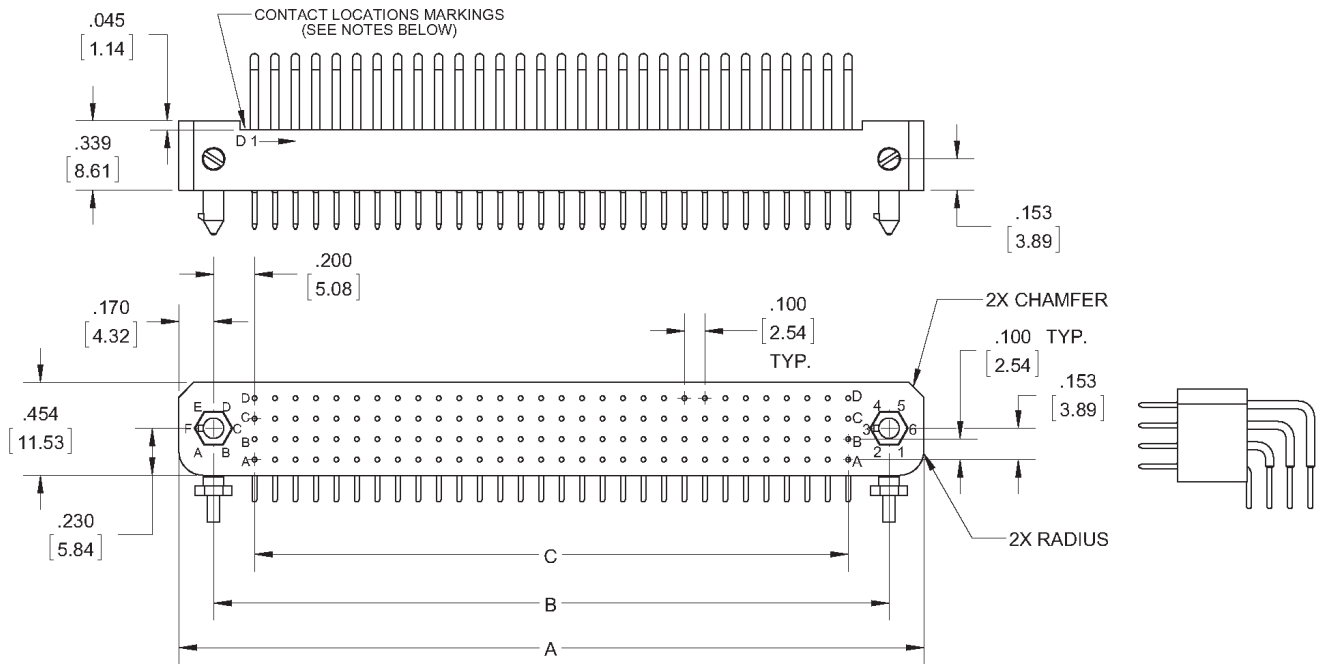 .045
[1.14]
CONTACT LOCATIONS MARKINGS
(SEE NOTES BELOW)
.339
[8.61]
D 1
.153
[3.89]
.200
[5.08]
.170
[4.32]
.100
[2.54]
TYP.
2X CHAMFER
.100 TYP.
[2.54]
.153
[3.89]
.454
[11.53]
E D
F C
A B
D
C
B
A
D
C
B
A
4 5
3 6
2 1
.230
[5.84]
2X RADIUS
C
B
A